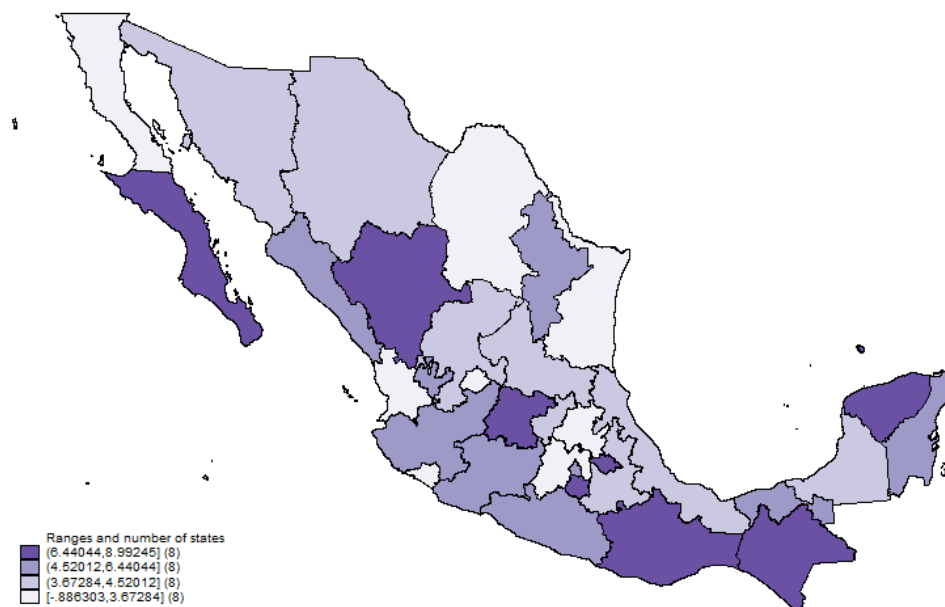 Ranges and number of states
(6.44044,8.99245] (8)
(4.52012,6.44044] (8)
(3.67284,4.52012] (8)
[-.886303,3.67284] (8)